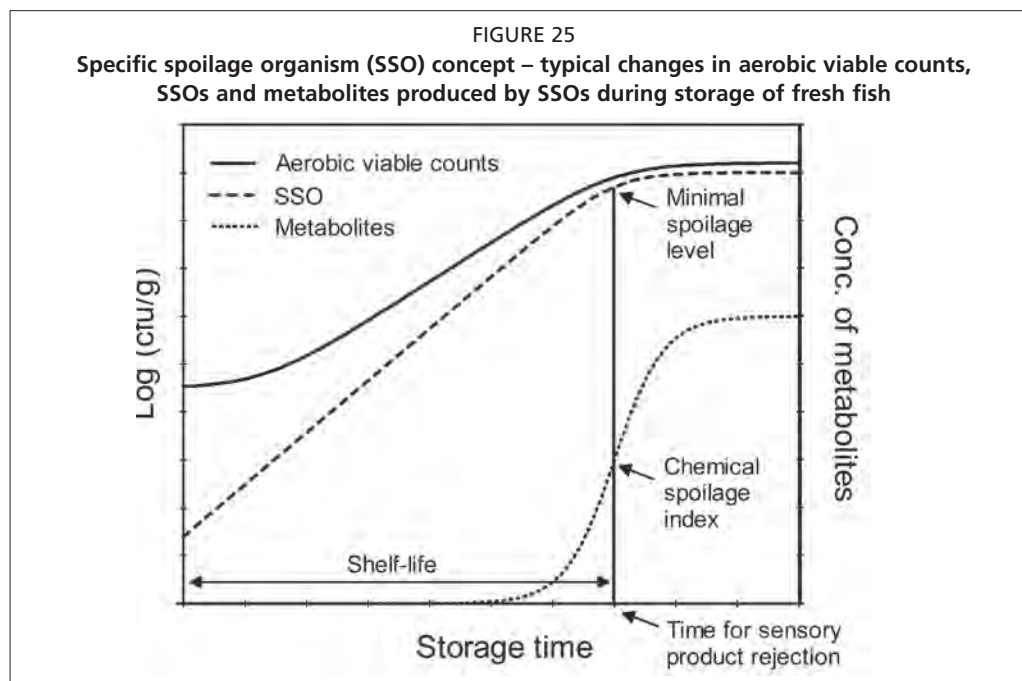 FIGURE 25
Specific spoilage organism (SSO) concept – typical changes in aerobic viable counts,
SSOs and metabolites produced by SSOs during storage of fresh fish
Aerobic viable counts
SSO
Metabolites
Minimal
spoilage
level
Log (cfu/g)
Conc. of metabolites
Chemical
spoilage
index
Shelf-life
Storage time
Time for sensory
product rejection